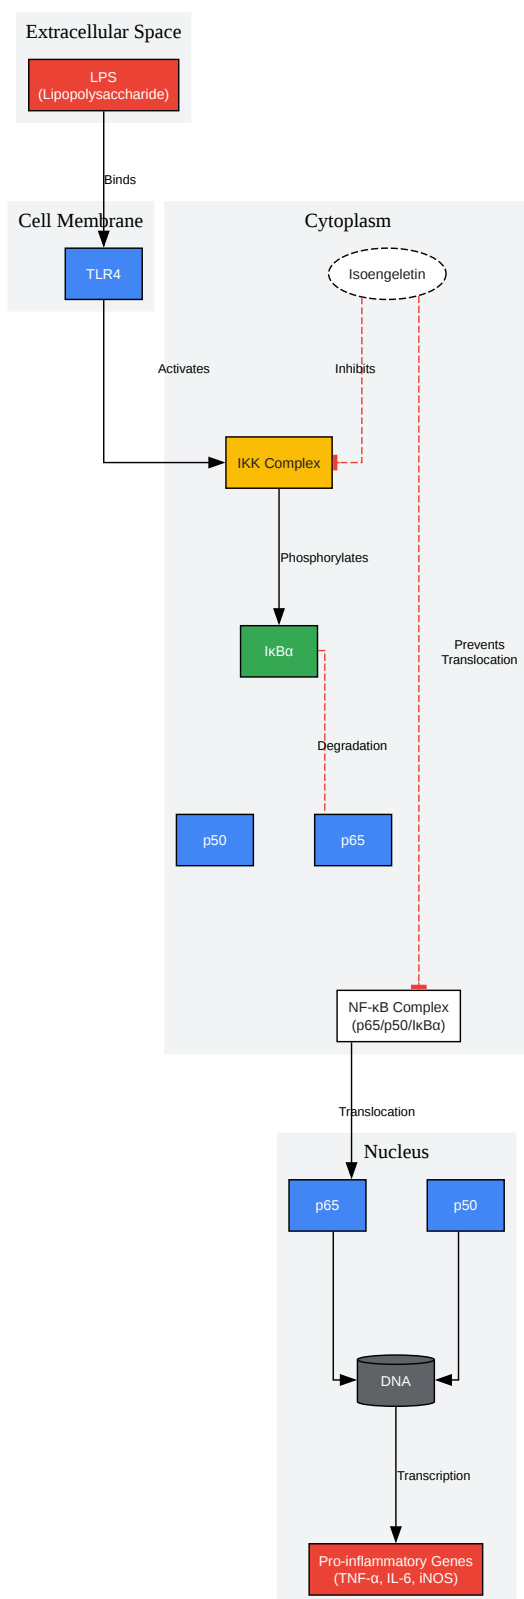 Extracellular Space
LPS
(Lipopolysaccharide)
Binds
Cell Membrane
Cytoplasm
TLR4
Isoengeletin
Activates
Inhibits
IKK Complex
Phosphorylates
IκBα
Prevents
Translocation
Degradation
p50
p65
NF-κB Complex
(p65/p50/IκBα)
Translocation
Nucleus
p65
p50
DNA
Transcription
Pro-inflammatory Genes
(TNF-α, IL-6, iNOS)